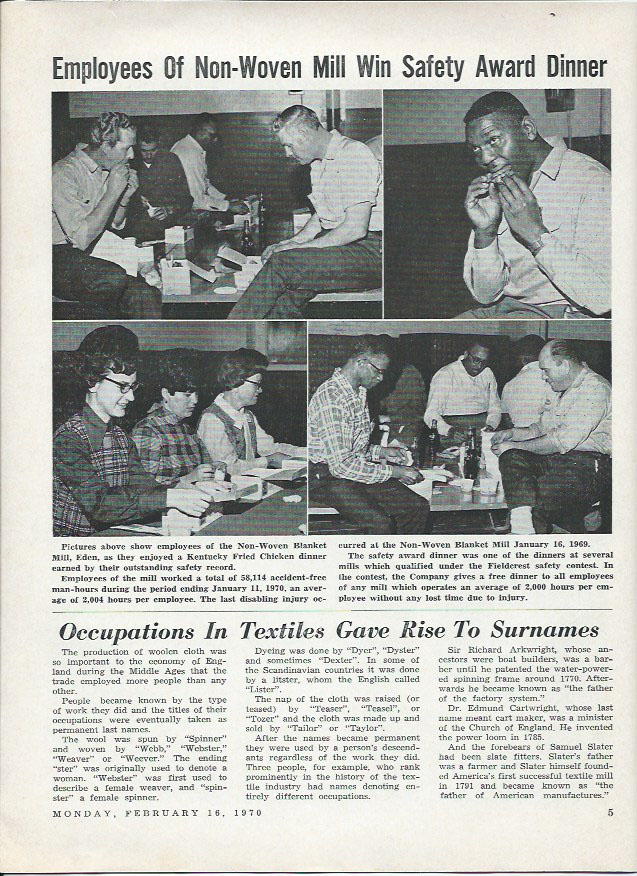 Employees Of Non-Woven Mill Win Safety Award Dinner
Pictures above show employees of the Non-Woven Blanket
Mill, Eden, as they enjoyed a Kentucky Fried Chicken dinner
earned by their outstanding safety record.
Employees of the mill worked a total of 58,114 accident-free
man-hours during the period ending January 11, 1970, an aver-
age of 2,004 hours per employee. The last disabling injury oc-
curred at the Non-Woven Blanket Mill January 16, 1969.
The safety award dinner was one of the dinners at several
mills which qualified under the Fieldcrest safety contest. In
the contest, the Company gives a free dinner to all employees
of any mill which operates an average of 2,000 hours per em-
ployee without any lost time due to injury.
Occupations In Textiles Gave Rise To Surnames
The production of woolen cloth was
so important to the economy of Eng-
land during the Middle Ages that the
trade employed more people than any
other.
People became known by the
type of work they did and the titles of their
occupations were eventually taken as
permanent last names.
The wool was spun by "Spinner"
and woven by "Webb," "Webster,"
"Weaver" or "Weever." The ending
"ster" was originally used to denote a
woman. "Webster" was first used to
describe a female weaver, and "spin-
ster" a female spinner.
Dyeing was done by "Dyer", "Dyster"
and sometimes "Dexter". In some of
the Scandinavian countries it was done
by a litster, whom the English called
"Lister".
The nap of the cloth was raised (or
teased) by "Teaser", "Teasel", or
"Tozer" and the cloth was made up and
sold by "Tailor" or "Taylor".
After the names became permanent
they were used by a person's descend-
ants regardless of the work they did.
Three people, for example, who rank
prominently in the history of the tex-
tile industry had names denoting en-
tirely different occupations.
Sir Richard Arkwright, whose an-
cestors were boat builders, was a bar-
ber until he patented the water-power-
ed spinning frame around 1770. After-
wards he became known as "the father
of the factory system."
Dr. Edmund Cartwright, whose last
name meant cart maker, was a minister
of the Church of England. He invented
the power loom in 1785.
And the forebears of Samuel Slater
had been slate fitters. Slater's father
was a farmer and Slater himself found-
ed America's first successful textile mill
in 1791 and became known as "the
father of American manufactures."
MONDAY, FEBRUARY 16, 1970
5